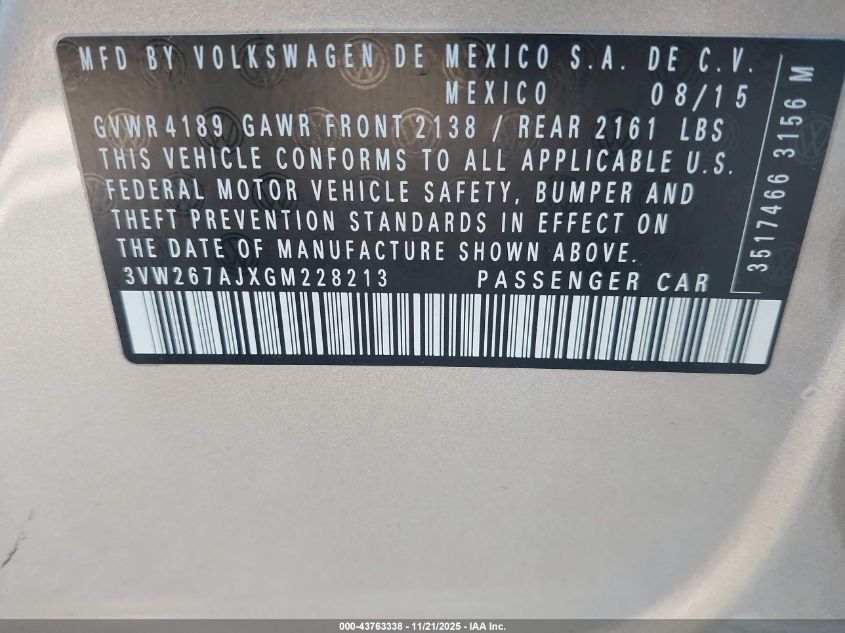 MFD BY VOLKSWAGEN DE MEXICO S.A. DE C.V.
MEXICO 08/15
GVWR 4189 GAWR FRONT 2138 / REAR 2161 LBS
THIS VEHICLE CONFORMS TO ALL APPLICABLE U.S.
FEDERAL MOTOR VEHICLE SAFETY, BUMPER AND
THEFT PREVENTION STANDARDS IN EFFECT ON
THE DATE OF MANUFACTURE SHOWN ABOVE.
3VW267AJXGM228213 PASSENGER CAR
3517466 3156 M
000-43763338 - 11/21/2025 - IAA Inc.